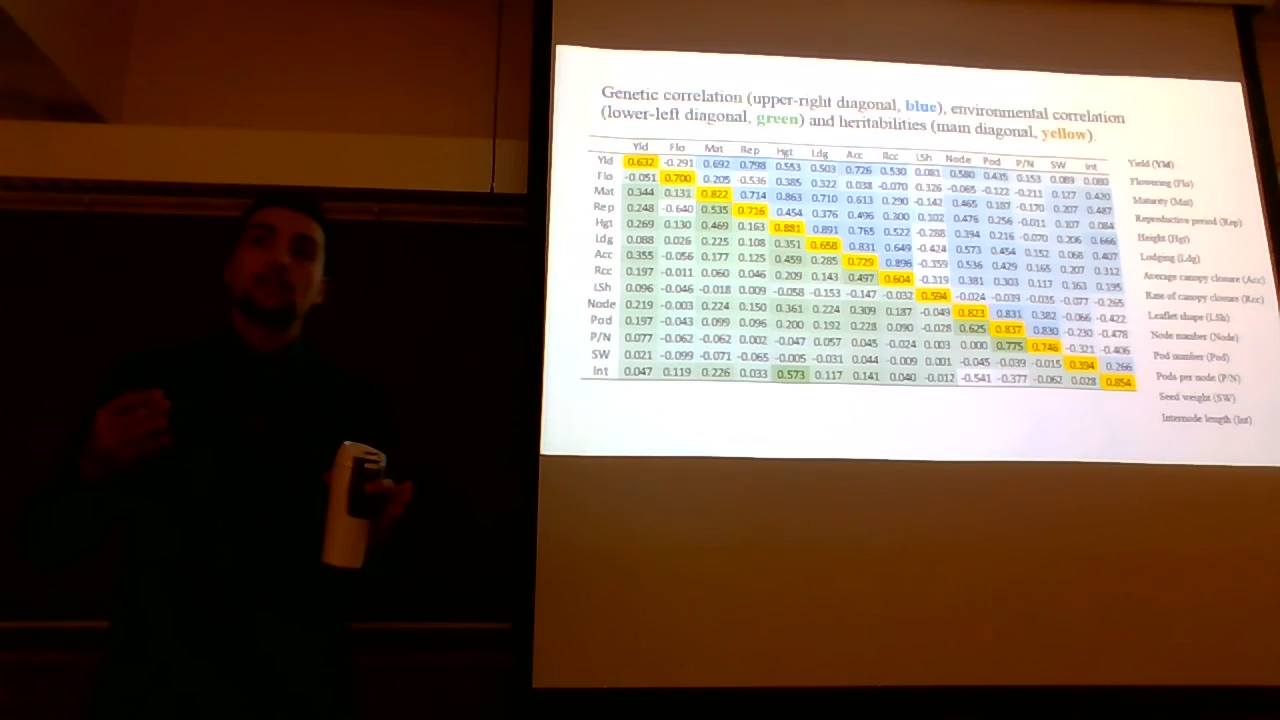 Genetic correlation (upper-right diagonal, blue), environmental correlation
(lower-left diagonal, green) and heritabilities (main diagonal, yellow).
Yld Flo Mat Rep Hgt Ldg Acc Rcc LSh Node Pod P/N SW Int
Yld 0.632 -0.291 0.692 0.798 0.553 0.503 0.726 0.530 0.081 0.580 0.435 0.153 0.089 0.080
Flo -0.051 0.700 0.205 -0.536 0.385 0.322 0.038 -0.070 -0.326 -0.065 -0.122 -0.211 0.127 0.420
Mat 0.344 0.131 0.822 0.714 0.863 0.710 0.613 0.290 -0.142 0.465 0.187 -0.170 0.207 0.487
Rep 0.248 -0.640 0.535 0.716 0.454 0.376 0.496 0.300 0.102 0.476 0.256 -0.011 0.107 0.084
Hgt 0.269 0.130 0.469 0.163 0.881 0.891 0.765 0.522 -0.288 0.394 0.216 -0.070 0.206 0.666
Ldg 0.088 0.026 0.225 0.108 0.351 0.658 0.831 0.649 -0.424 0.573 0.454 0.152 0.068 0.407
Acc 0.355 -0.056 0.177 0.125 0.459 0.285 0.729 0.896 -0.359 0.536 0.429 0.165 0.207 0.312
Rcc 0.197 -0.011 0.060 0.046 0.209 0.143 0.497 0.604 -0.319 0.381 0.303 0.117 0.163 0.195
LSh 0.096 -0.046 -0.018 0.009 -0.058 -0.153 -0.147 -0.032 0.594 -0.024 -0.039 -0.035 -0.077 -0.265
Node 0.219 -0.003 0.224 0.150 0.361 0.224 0.309 0.187 -0.049 0.823 0.831 0.382 -0.066 -0.422
Pod 0.197 -0.043 0.099 0.096 0.200 0.192 0.228 0.090 -0.028 0.625 0.837 0.830 -0.230 -0.478
P/N 0.077 -0.062 -0.062 0.002 -0.047 0.057 0.045 -0.024 0.003 0.000 0.775 0.746 -0.321 -0.406
SW 0.021 -0.099 -0.071 -0.065 -0.005 -0.031 0.044 -0.009 0.001 -0.045 -0.039 -0.015 0.394 0.266
Int 0.047 0.119 0.226 0.033 0.573 0.117 0.141 0.040 -0.012 -0.541 -0.377 -0.062 0.028 0.854
Yield (Yld)
Flowering (Flo)
Maturity (Mat)
Reproductive period (Rep)
Height (Hgt)
Lodging (Ldg)
Average canopy closure (Acc)
Rate of canopy closure (Rcc)
Leaflet shape (LSh)
Node number (Node)
Pod number (Pod)
Pods per node (P/N)
Seed weight (SW)
Internode length (Int)